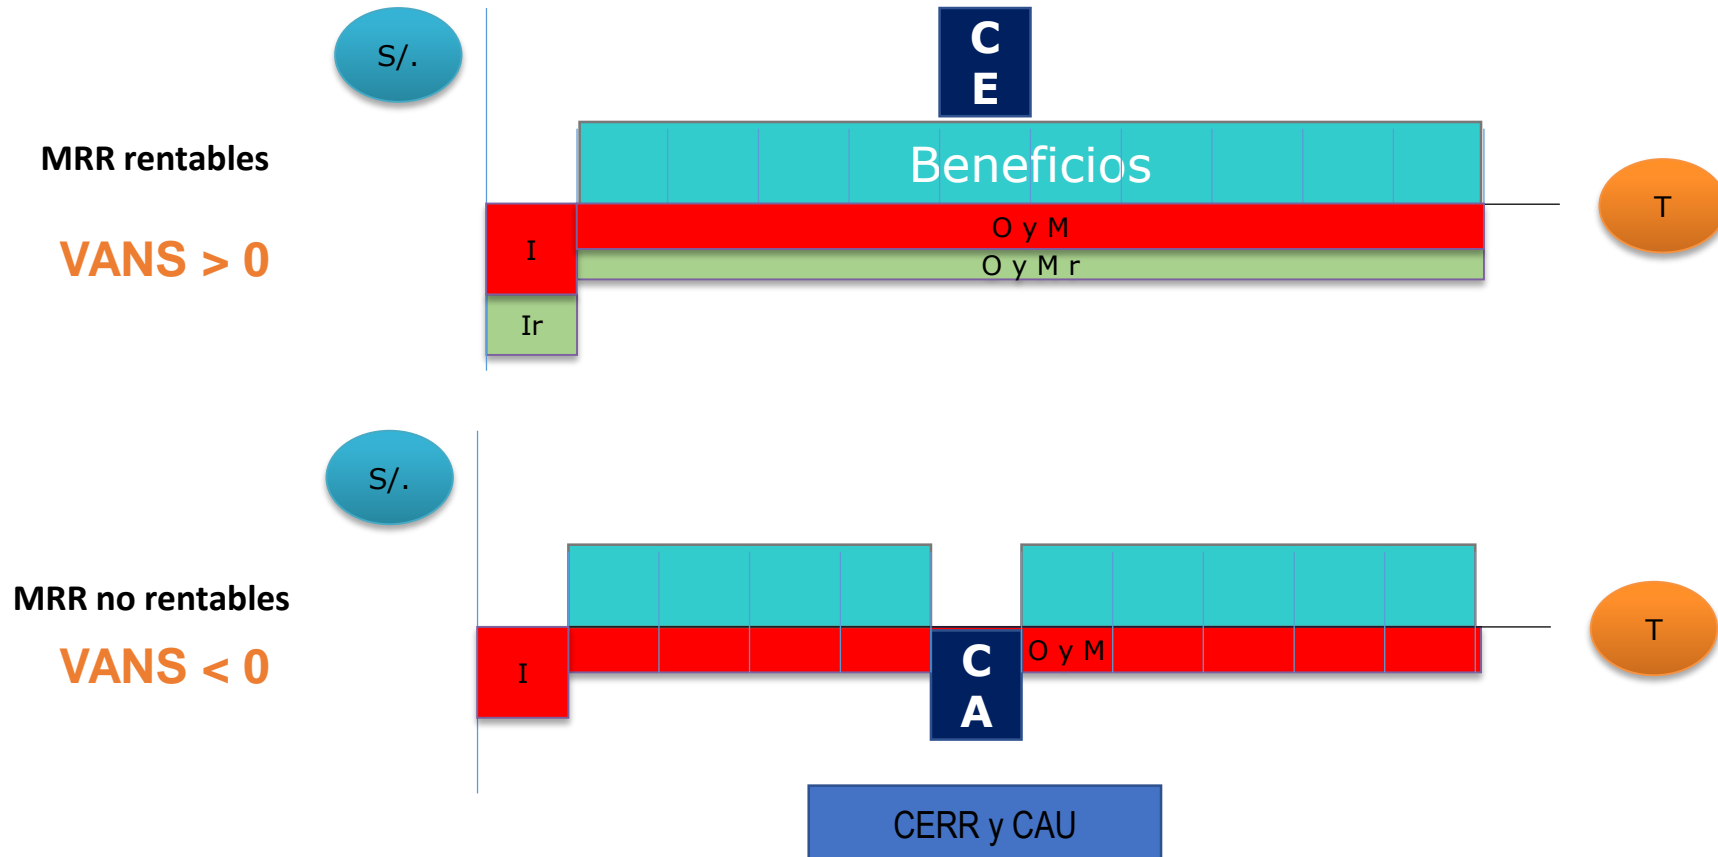 S/.
C
E
MRR rentables
Beneficios
T
VANS > 0
I
O y M
O y M r
Ir
S/.
MRR no rentables
T
VANS < 0
I
C
A
O y M
CERR y CAU